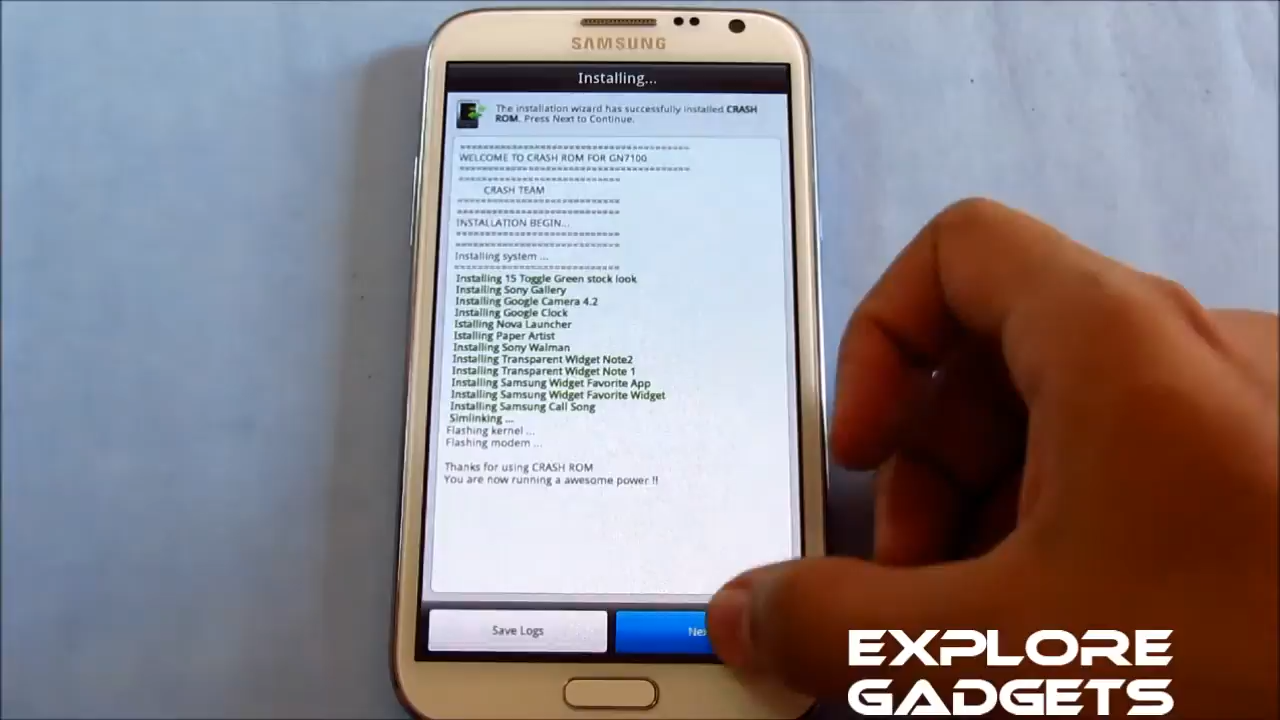 SAMSUNG
Installing...
The installation wizard has successfully installed CRASH
ROM. Press Next to Continue.
WELCOME TO CRASH ROM FOR GN7100
CRASH TEAM
INSTALLATION BEGIN...
Installing system ...
Installing 15 Toggle Green stock look
Installing Sony Gallery
Installing Google Camera 4.2
Installing Google Clock
Istalling Nova Launcher
Istalling Paper Artist
Installing Sony Walman
Installing Transparent Widget Note2
Installing Transparent Widget Note 1
Installing Samsung Widget Favorite App
Installing Samsung Widget Favorite Widget
Installing Samsung Call Song
Simlinking ...
Flashing kernel ...
Flashing modem ...
Thanks for using CRASH ROM
You are now running a awesome power !!
Save Logs
Nex
EXPLORE
GADGETS